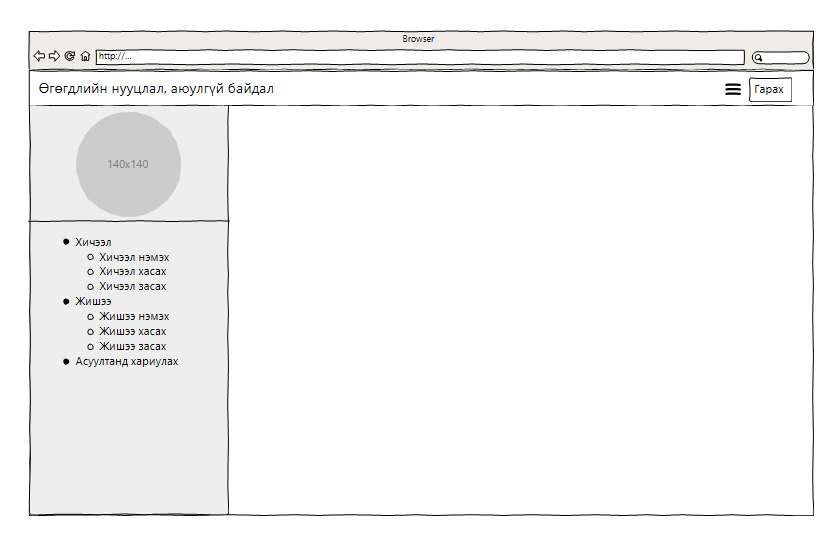 Browser
http://...
Өгөгдлийн нууцлал, аюулгүй байдал
Гарах
140x140
Хичээл
Хичээл нэмэх
Хичээл хасах
Хичээл засах
Жишээ
Жишээ нэмэх
Жишээ хасах
Жишээ засах
Асуултанд хариулах